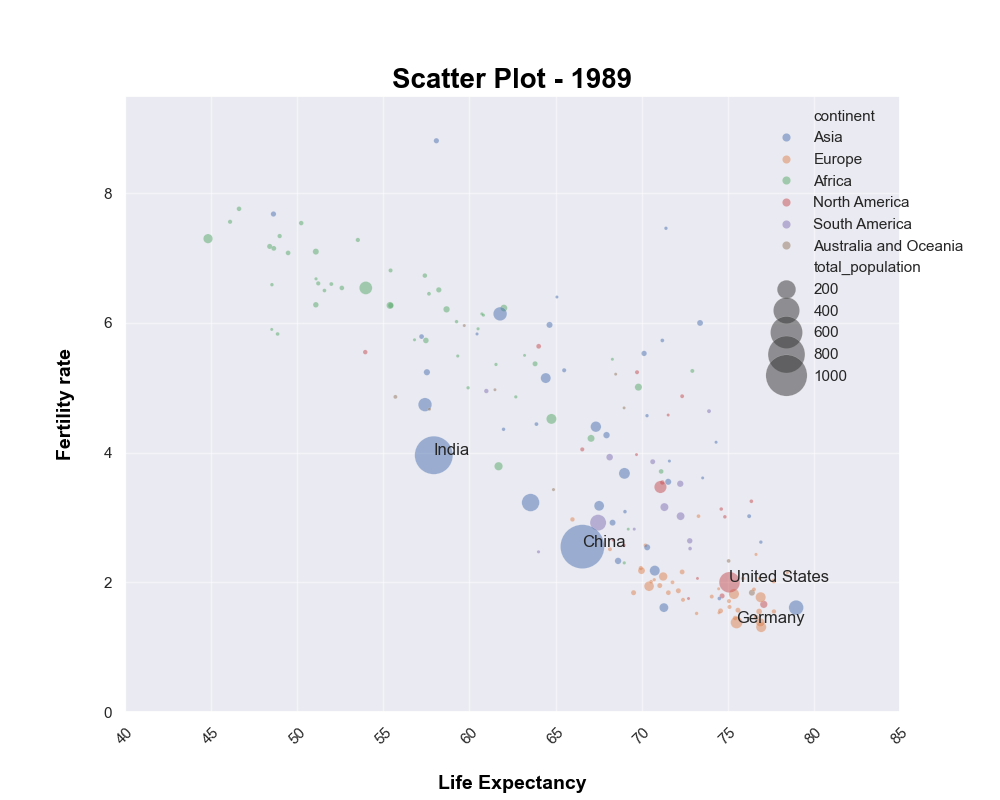 Scatter Plot - 1989
continent
Asia
Europe
Africa
North America
South America
Australia and Oceania
total_population
200
400
600
800
1000
8
6
4
2
0
Fertility rate
India
China
United States
Germany
40 45 50 55 60 65 70 75 80 85
Life Expectancy